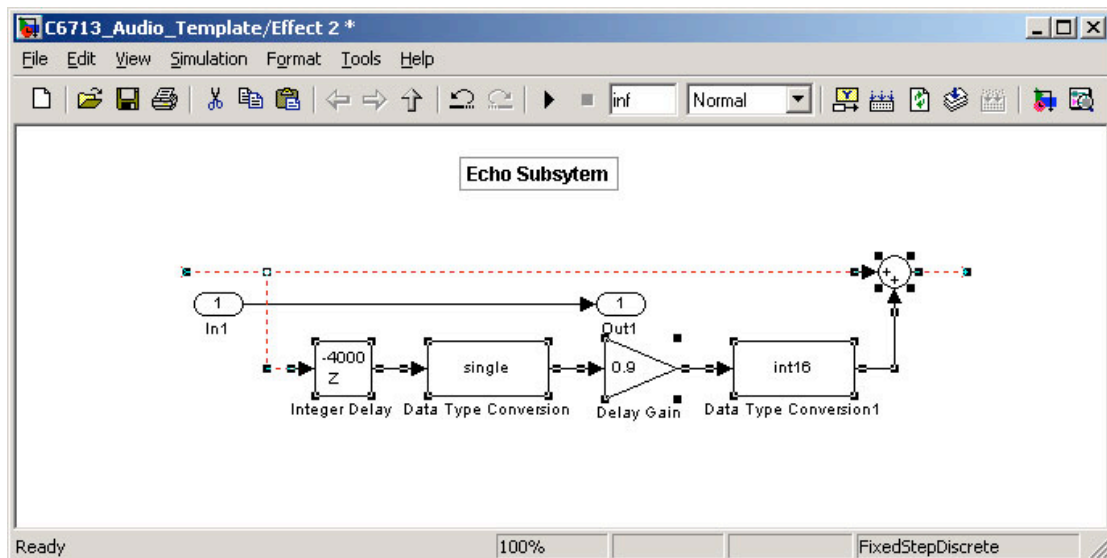 C6713_Audio_Template/Effect 2 *
File Edit View Simulation Format Tools Help
inf Normal
Echo Subsytem
1
In1
1
Out1
-4000
Z
Integer Delay
single
Data Type Conversion
0.9
Delay Gain
int16
Data Type Conversion1
Ready 100% FixedStepDiscrete